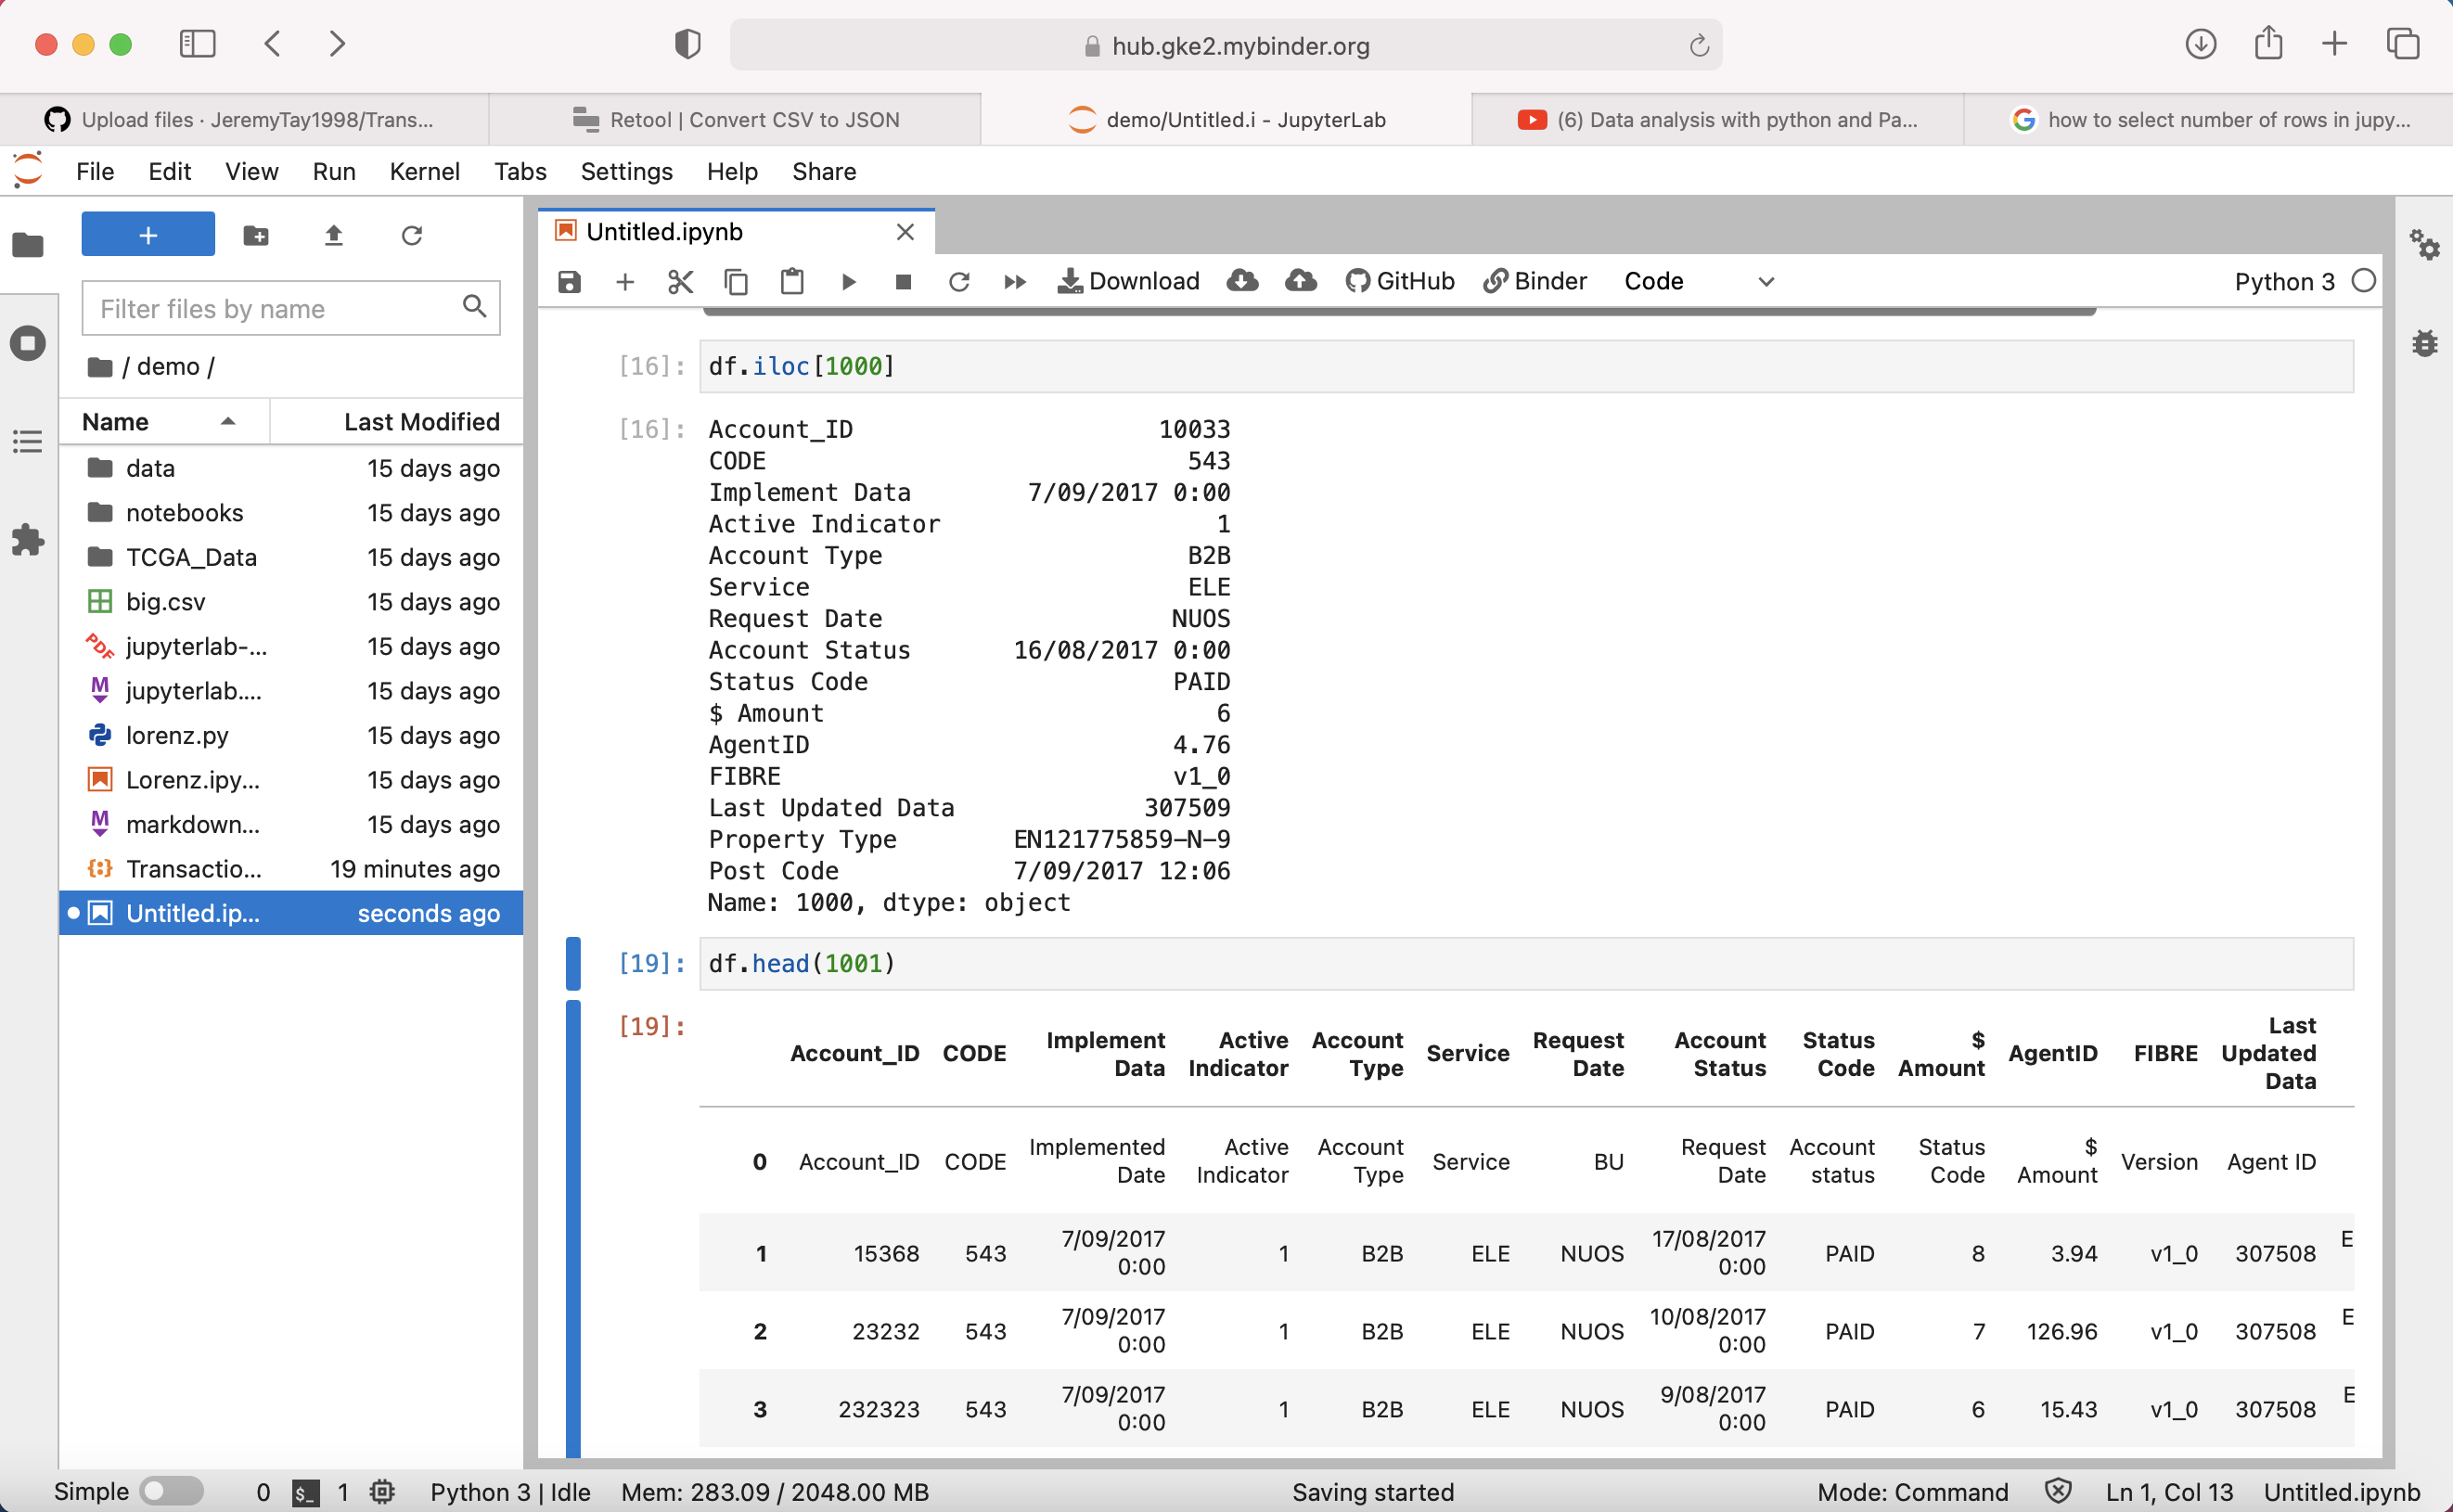 hub.gke2.mybinder.org
Upload files · JeremyTay1998/Trans...
Retool | Convert CSV to JSON
demo/Untitled.i - JupyterLab
(6) Data analysis with python and Pa...
how to select number of rows in jupy...
File Edit View Run Kernel Tabs Settings Help Share
Untitled.ipynb
Download GitHub Binder Code Python 3
Filter files by name
/ demo /
Name Last Modified
data 15 days ago
notebooks 15 days ago
TCGA_Data 15 days ago
big.csv 15 days ago
jupyterlab-... 15 days ago
jupyterlab.... 15 days ago
lorenz.py 15 days ago
Lorenz.ipy... 15 days ago
markdown... 15 days ago
Transactio... 19 minutes ago
Untitled.ip... seconds ago
[16]: df.iloc[1000]
[16]: Account_ID 10033
CODE 543
Implement Data 7/09/2017 0:00
Active Indicator 1
Account Type B2B
Service ELE
Request Date NUOS
Account Status 16/08/2017 0:00
Status Code PAID
$ Amount 6
AgentID 4.76
FIBRE v1_0
Last Updated Data 307509
Property Type EN121775859-N-9
Post Code 7/09/2017 12:06
Name: 1000, dtype: object
[19]: df.head(1001)
[19]:
Account_ID CODE Implement Data Active Indicator Account Type Service Request Date Account Status Status Code $ Amount AgentID FIBRE Last Updated Data
0 Account_ID CODE Implemented Date Active Indicator Account Type Service BU Request Date Account status Status Code $ Amount Version Agent ID
1 15368 543 7/09/2017 0:00 1 B2B ELE NUOS 17/08/2017 0:00 PAID 8 3.94 v1_0 307508 E
2 23232 543 7/09/2017 0:00 1 B2B ELE NUOS 10/08/2017 0:00 PAID 7 126.96 v1_0 307508 E
3 232323 543 7/09/2017 0:00 1 B2B ELE NUOS 9/08/2017 0:00 PAID 6 15.43 v1_0 307508 E
Simple 0 $_ 1 Python 3 | Idle Mem: 283.09 / 2048.00 MB Saving started Mode: Command Ln 1, Col 13 Untitled.ipynb